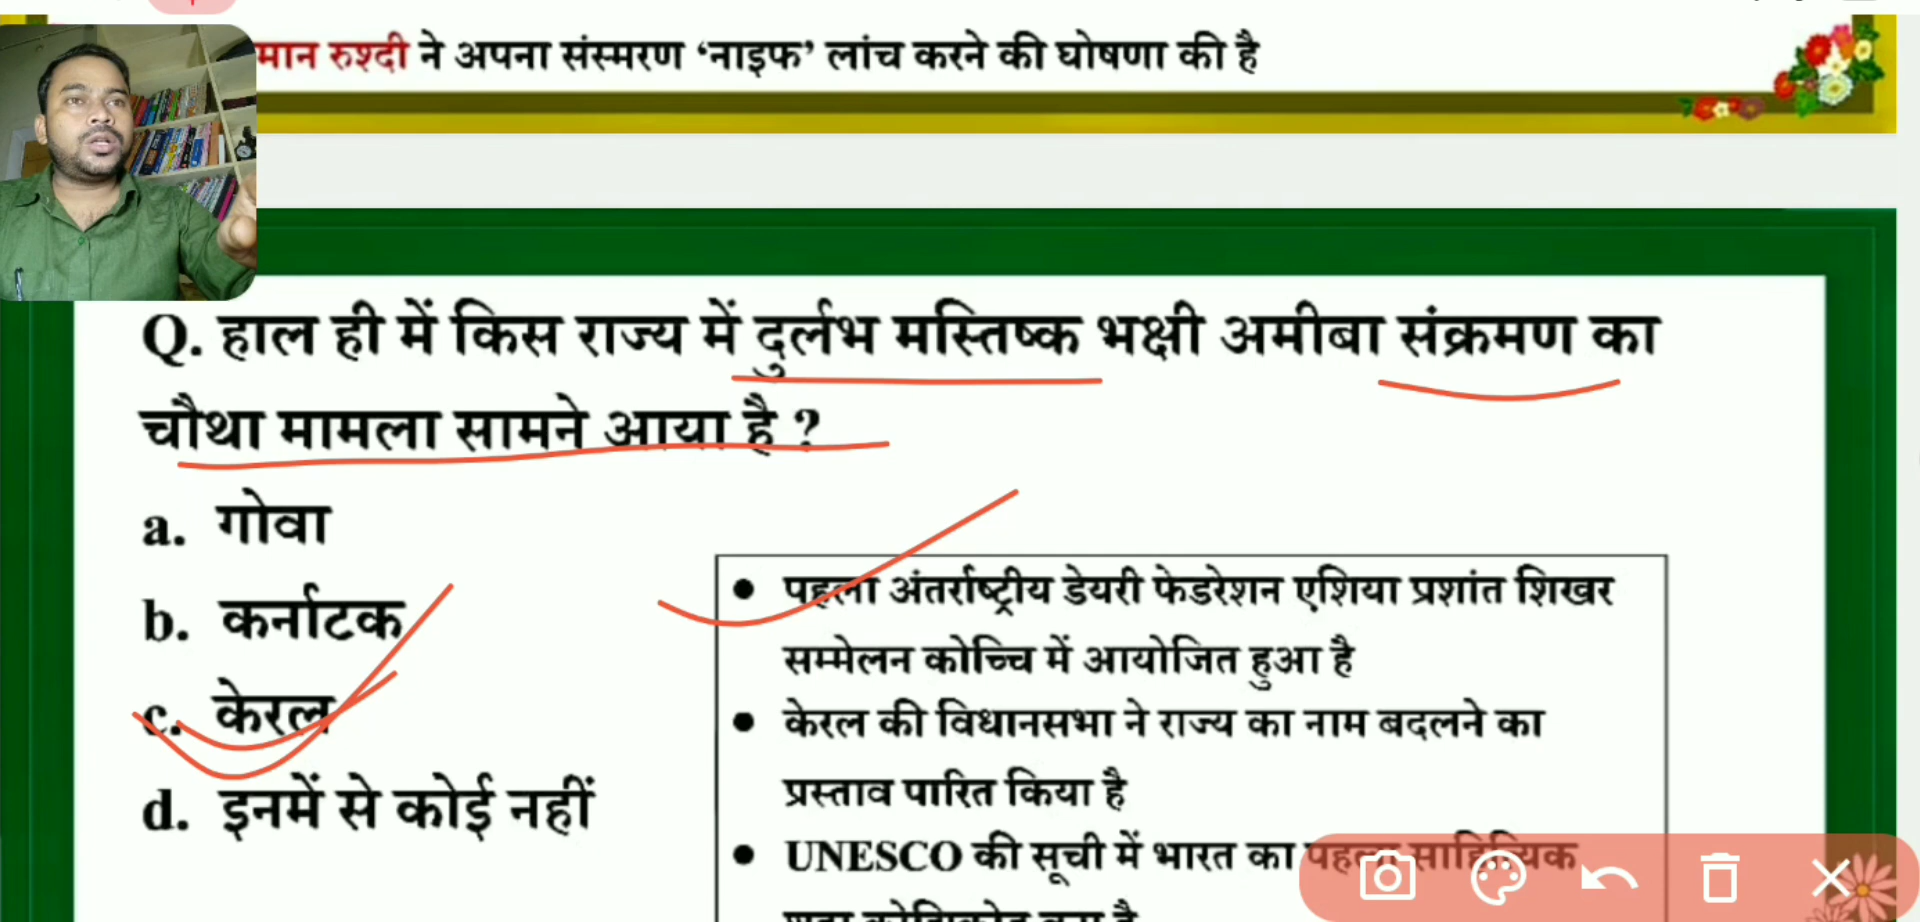 मान रुश्दी ने अपना संस्मरण ‘नाइफ’ लांच करने की घोषणा की है
Q. हाल ही में किस राज्य में दुर्लभ मस्तिष्क भक्षी अमीबा संक्रमण का
चौथा मामला सामने आया है ?
a. गोवा
b. कर्नाटक
c. केरल
d. इनमें से कोई नहीं
● पहला अंतर्राष्ट्रीय डेयरी फेडरेशन एशिया प्रशांत शिखर
सम्मेलन कोच्चि में आयोजित हुआ है
● केरल की विधानसभा ने राज्य का नाम बदलने का
प्रस्ताव पारित किया है
● UNESCO की सूची में भारत का पहला साहित्यिक